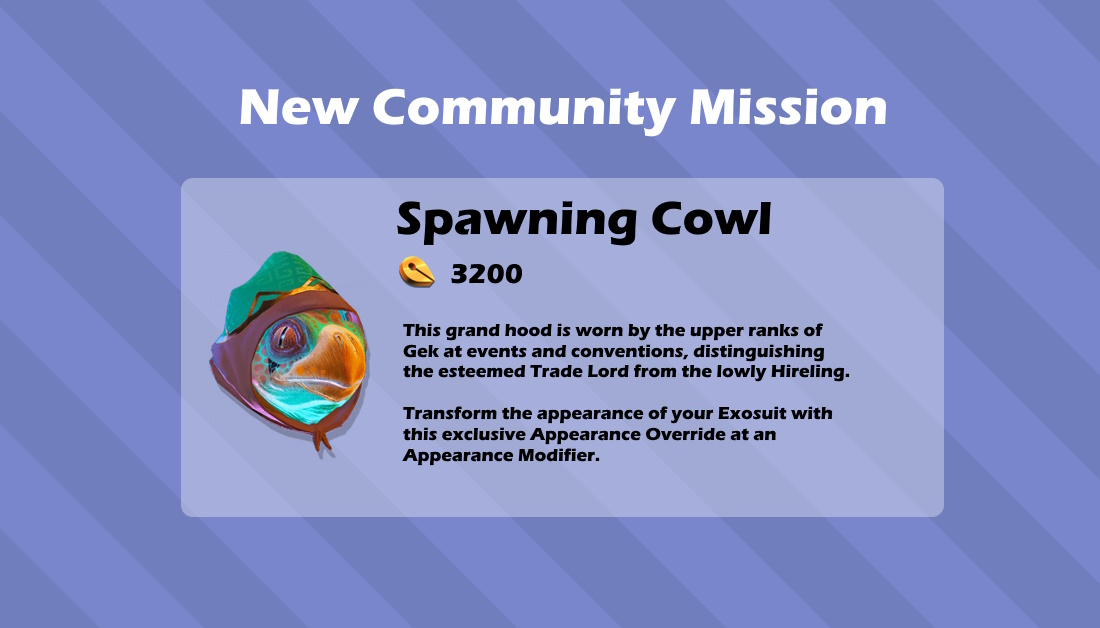 New Community Mission
Spawning Cowl
3200
This grand hood is worn by the upper ranks of
Gek at events and conventions, distinguishing
the esteemed Trade Lord from the lowly Hireling.
Transform the appearance of your Exosuit with
this exclusive Appearance Override at an
Appearance Modifier.